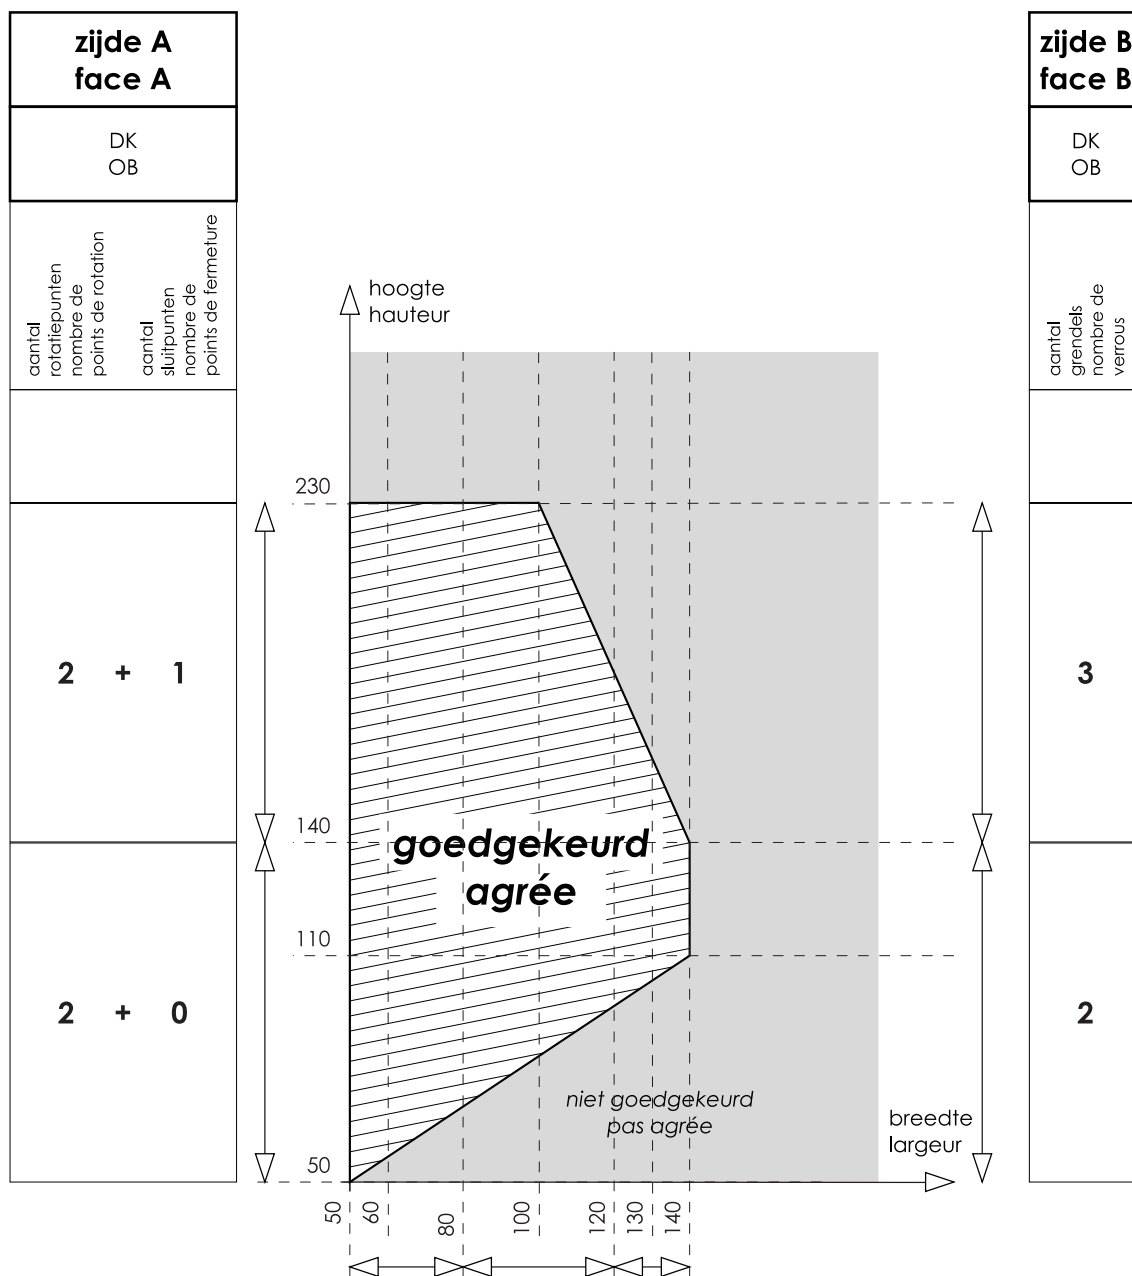 zijde A
face A
DK
OB
aantal
rotatiepunten
nombre de
points de rotation
aantal
sluitpunten
nombre de
points de fermeture
2 + 1
2 + 0
hoogte
hauteur
230
140
110
50
goedgekeurd
agrée
niet goedgekeurd
pas agrée
breedte
largeur
50
60
80
100
120
130
140
zijde B
face B
DK
OB
aantal
grendels
nombre de
verrous
3
2